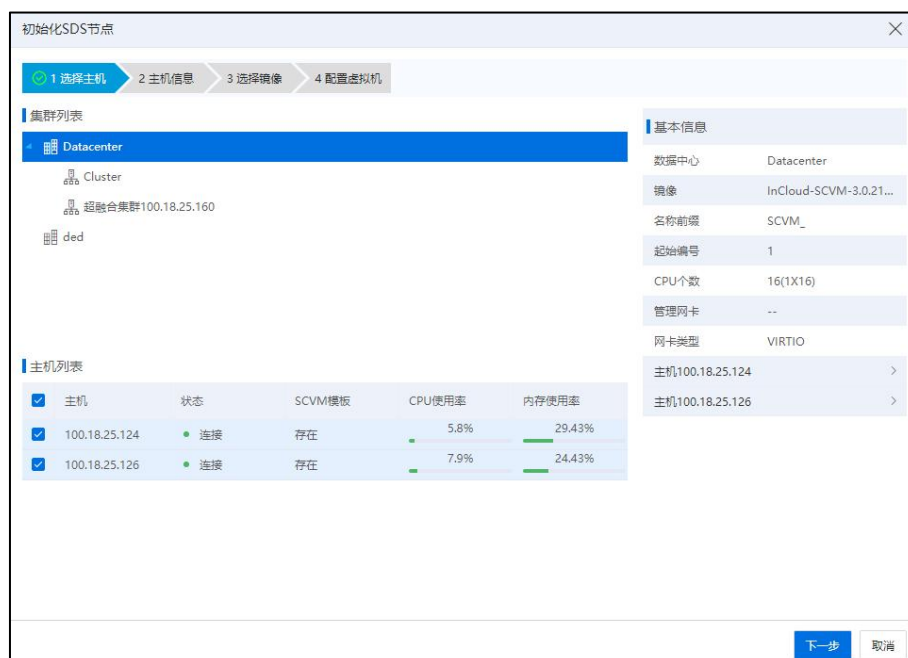 初始化SDS节点
1 选择主机 2 主机信息 3 选择镜像 4 配置虚拟机
集群列表
Datacenter
Cluster
超融合集群100.18.25.160
ded
主机列表
主机 状态 SCVM模板 CPU使用率 内存使用率
100.18.25.124 连接 存在 5.8% 29.43%
100.18.25.126 连接 存在 7.9% 24.43%
基本信息
数据中心 Datacenter
镜像 InCloud-SCVM-3.0.21...
名称前缀 SCVM_
起始编号 1
CPU个数 16(1X16)
管理网卡 --
网卡类型 VIRTIO
主机100.18.25.124
主机100.18.25.126
下一步 取消